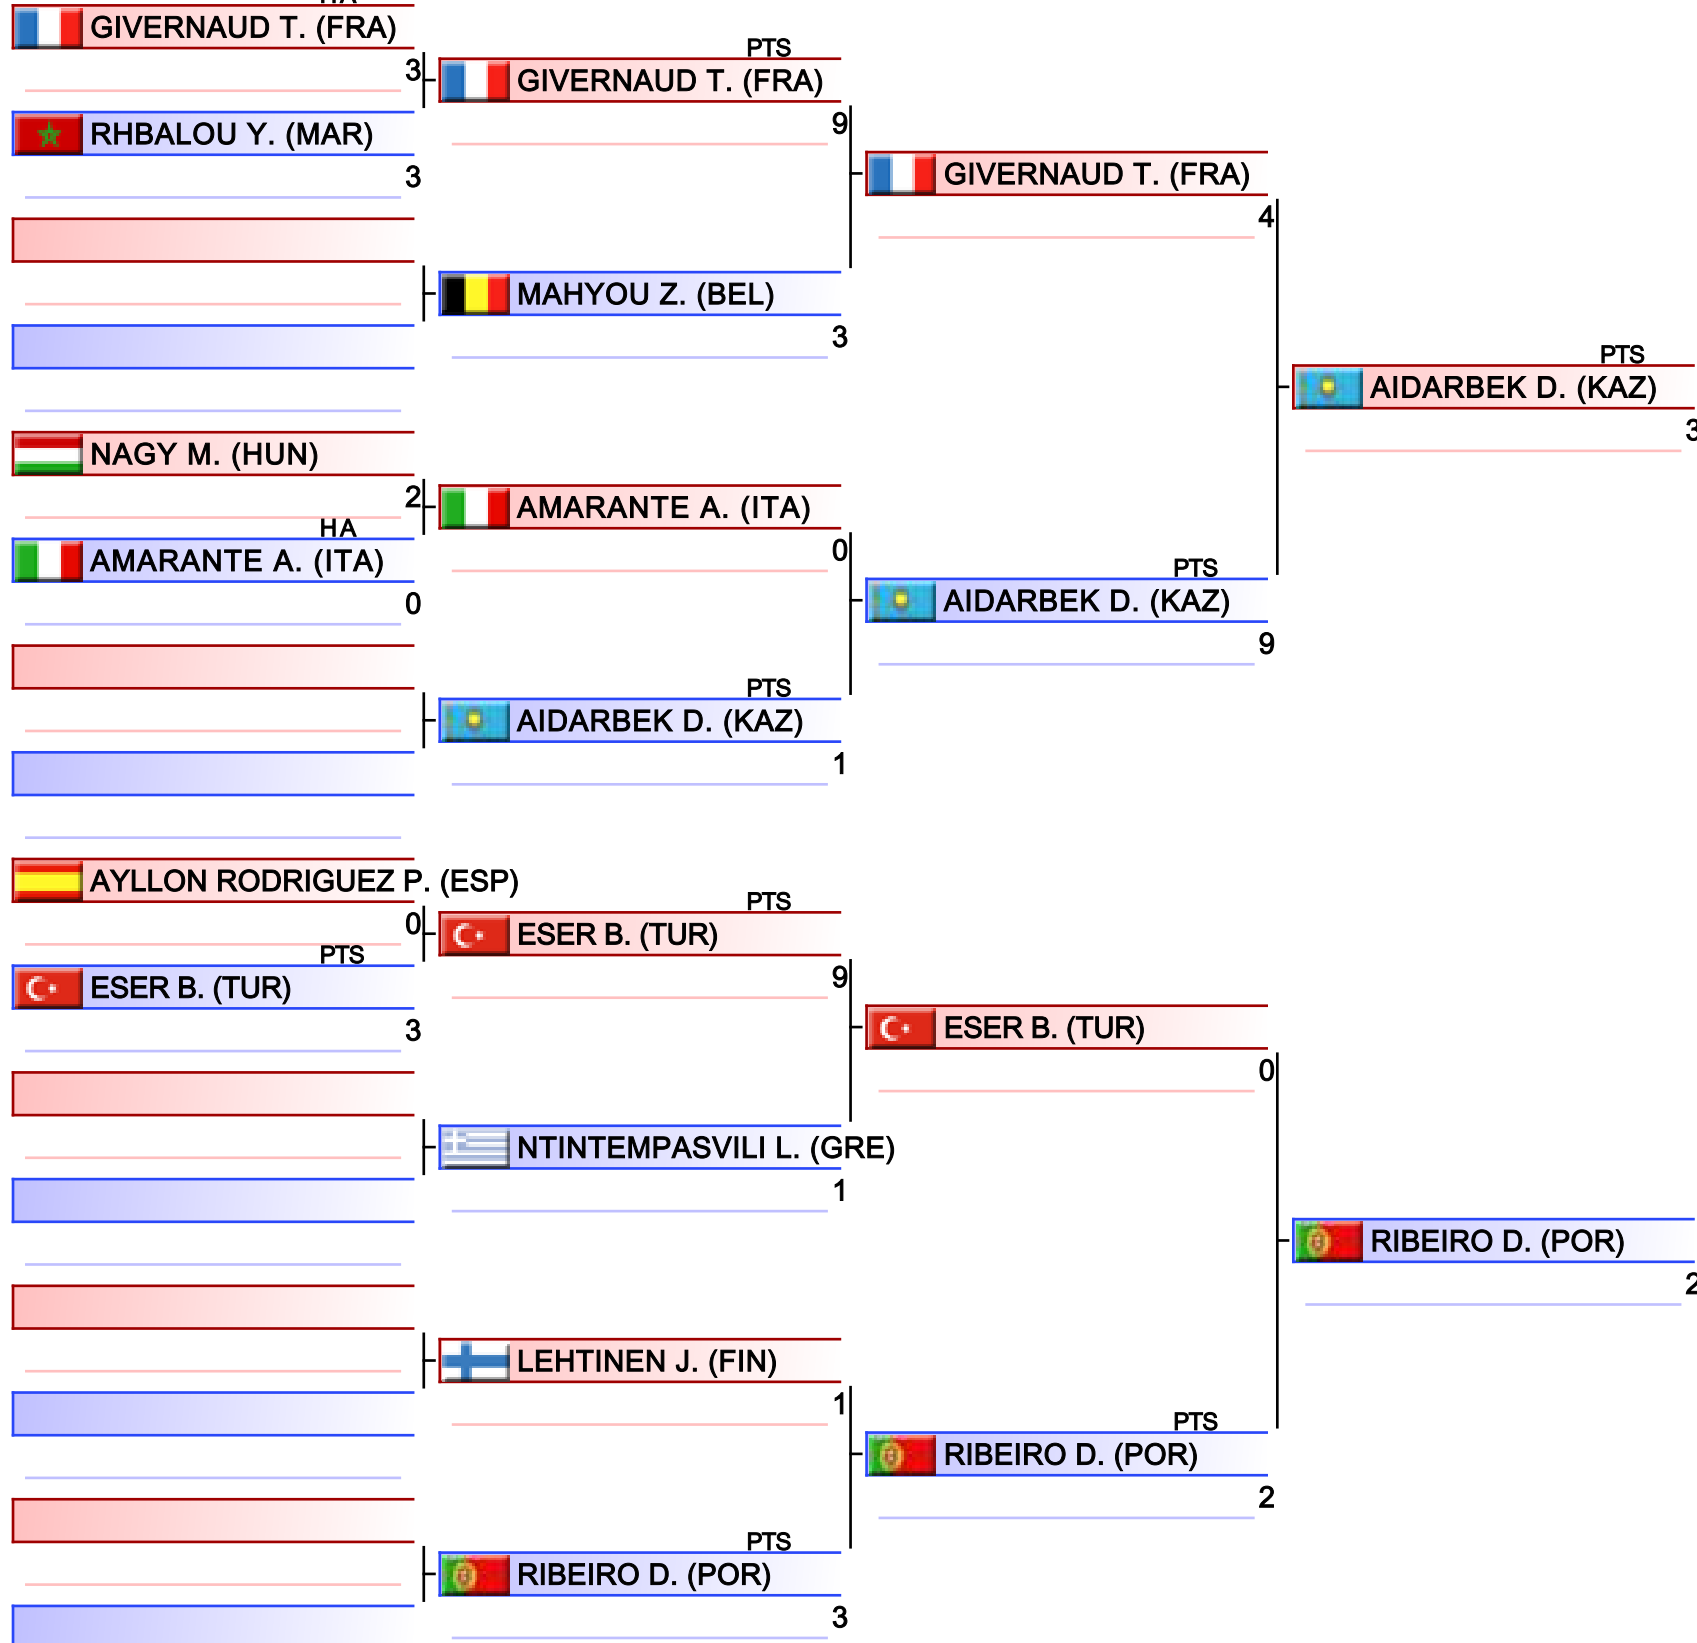 HA
GIVERNAUD T. (FRA)
3
RHBALOU Y. (MAR)
3
NAGY M. (HUN)
2
HA
AMARANTE A. (ITA)
0
AYLLON RODRIGUEZ P. (ESP)
0
PTS
ESER B. (TUR)
3
PTS
GIVERNAUD T. (FRA)
9
MAHYOU Z. (BEL)
3
AMARANTE A. (ITA)
0
PTS
AIDARBEK D. (KAZ)
1
PTS
ESER B. (TUR)
9
NTINTEMPASVILI L. (GRE)
1
LEHTINEN J. (FIN)
1
PTS
RIBEIRO D. (POR)
3
GIVERNAUD T. (FRA)
4
PTS
AIDARBEK D. (KAZ)
9
ESER B. (TUR)
0
PTS
RIBEIRO D. (POR)
2
PTS
AIDARBEK D. (KAZ)
3
RIBEIRO D. (POR)
2